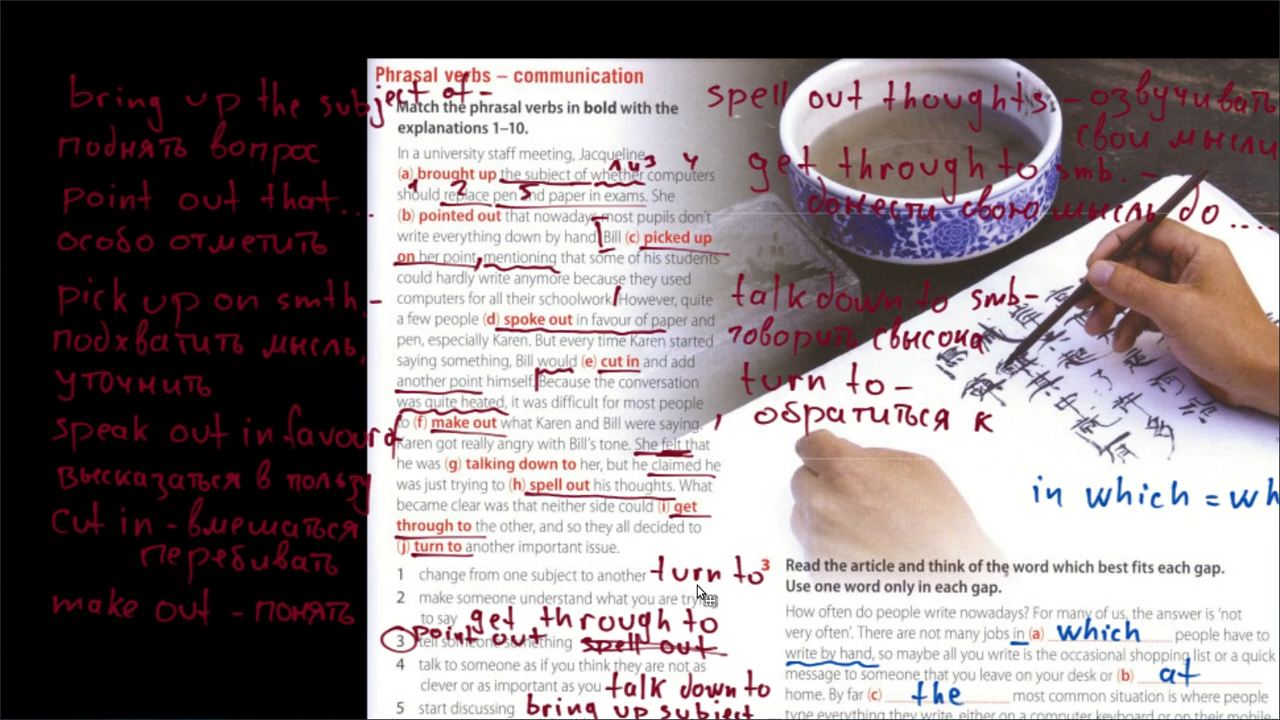 bring up the subject of -
поднять вопрос
point out that...
особо отметить
pick up on smth. -
подхватить мысль,
уточнить
speak out in favour of
высказаться в пользу
cut in - вмешаться
перебивать
make out - понять
Phrasal verbs – communication
Match the phrasal verbs in bold with the
explanations 1–10.
In a university staff meeting, Jacqueline
(a) brought up the subject of whether computers
should replace pen and paper in exams. She
(b) pointed out that nowadays most pupils don't
write everything down by hand. Bill (c) picked up
on her point, mentioning that some of his students
could hardly write anymore because they used
computers for all their schoolwork. However, quite
a few people (d) spoke out in favour of paper and
pen, especially Karen. But every time Karen started
saying something, Bill would (e) cut in and add
another point himself. Because the conversation
was quite heated, it was difficult for most people
to (f) make out what Karen and Bill were saying.
Karen got really angry with Bill's tone. She felt that
he was (g) talking down to her, but he claimed he
was just trying to (h) spell out his thoughts. What
became clear was that neither side could (i) get
through to the other, and so they all decided to
(j) turn to another important issue.
1 change from one subject to another turn to
2 make someone understand what you are
to say get through to
3 tell someone something point out spell out
4 talk to someone as if you think they are not as
clever or as important as you talk down to
5 start discussing bring up subject
spell out thoughts - озвучивать
свои мысли
get through to smb. -
донести свою мысль до ....
talk down to smb-
говорить свысока
turn to -
обратиться к
in which = wh
3 Read the article and think of the word which best fits each gap.
Use one word only in each gap.
How often do people write nowadays? For many of us, the answer is 'not
very often'. There are not many jobs in (a) which people have to
write by hand, so maybe all you write is the occasional shopping list or a quick
message to someone that you leave on your desk or (b) at
home. By far (c) the most common situation is where people
type everything they write, either on a computer keyboard or on their mobile